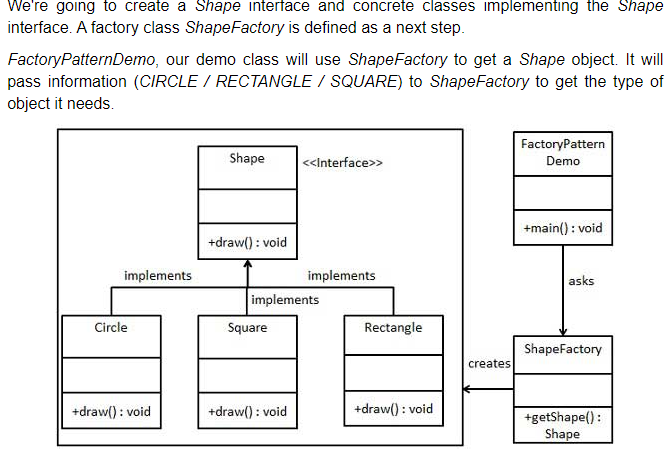 We're going to create a Shape interface and concrete classes implementing the Shape
interface. A factory class ShapeFactory is defined as a next step.
FactoryPatternDemo, our demo class will use ShapeFactory to get a Shape object. It will
pass information (CIRCLE / RECTANGLE / SQUARE) to ShapeFactory to get the type of
object it needs.
Shape
<<Interface>>
+draw() : void
implements
implements
implements
Circle
+draw() : void
Square
+draw() : void
Rectangle
+draw() : void
FactoryPattern
Demo
+main() : void
asks
creates
ShapeFactory
+getShape() :
Shape